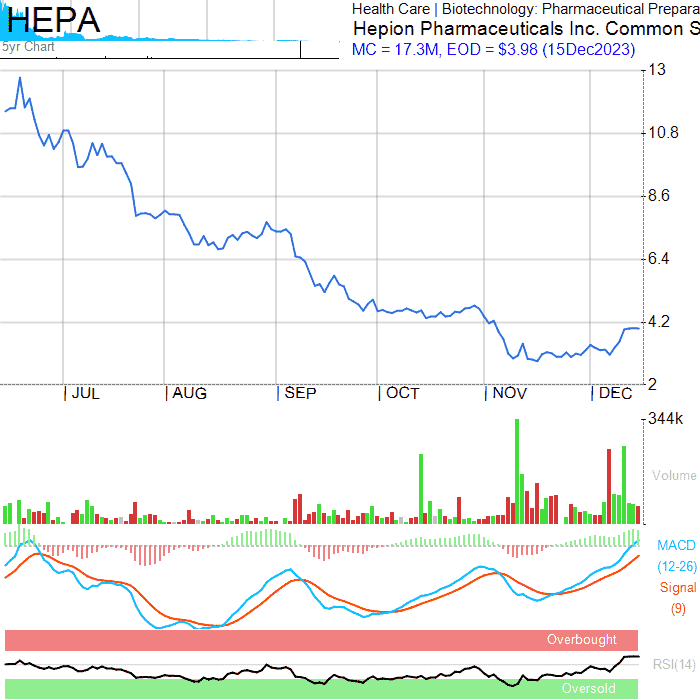 HEPA
5yr Chart
Health Care | Biotechnology: Pharmaceutical Prepara
Hepion Pharmaceuticals Inc. Common S
MC = 17.3M, EOD = $3.98 (15Dec2023)
13
10.8
8.6
6.4
4.2
2
JUL AUG SEP OCT NOV DEC
344k
Volume
MACD
(12-26)
Signal
(9)
Overbought
RSI(14)
Oversold